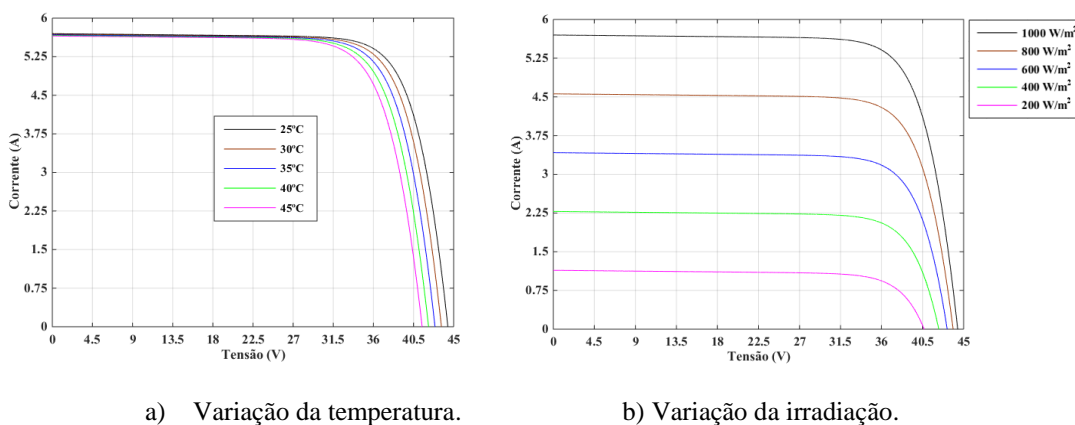 6
5.25
4.5
3.75
3
2.25
1.5
0.75
0
Corrente (A)
25ºC
30ºC
35ºC
40ºC
45ºC
0 4.5 9 13.5 18 22.5 27 31.5 36 40.5 45
Tensão (V)
6
5.25
4.5
3.75
3
2.25
1.5
0.75
0
Corrente (A)
1000 W/m²
800 W/m²
600 W/m²
400 W/m²
200 W/m²
0 4.5 9 13.5 18 22.5 27 31.5 36 40.5 45
Tensão (V)
a) Variação da temperatura.
b) Variação da irradiação.